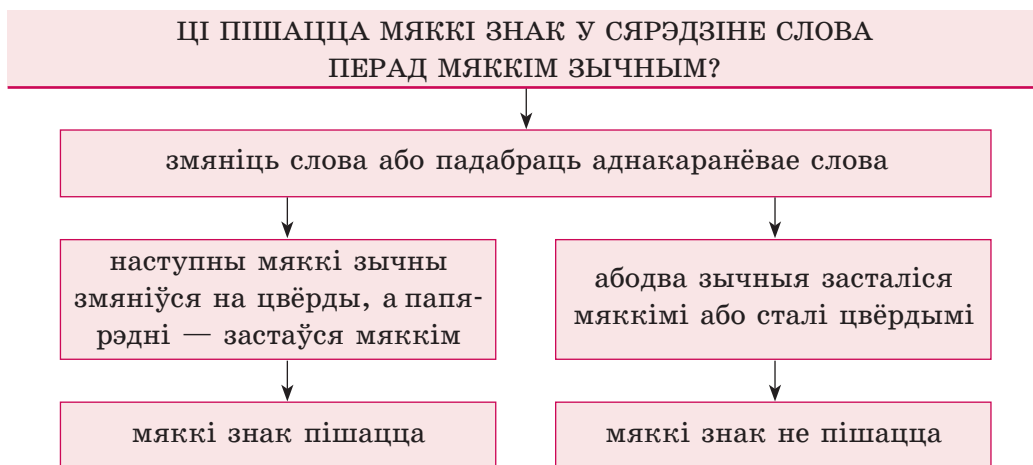 ЦІ ПІШАЦЦА МЯККІ ЗНАК У СЯРЭДЗІНЕ СЛОВА
ПЕРАД МЯККІМ ЗЫЧНЫМ?
змяніць слова або падабраць аднакаранёвае слова
наступны мяккі зычны
змяніўся на цвёрды, а папя-
рэдні — застаўся мяккім
абодва зычныя засталіся
мяккімі або сталі цвёрдымі
мяккі знак пішацца
мяккі знак не пішацца